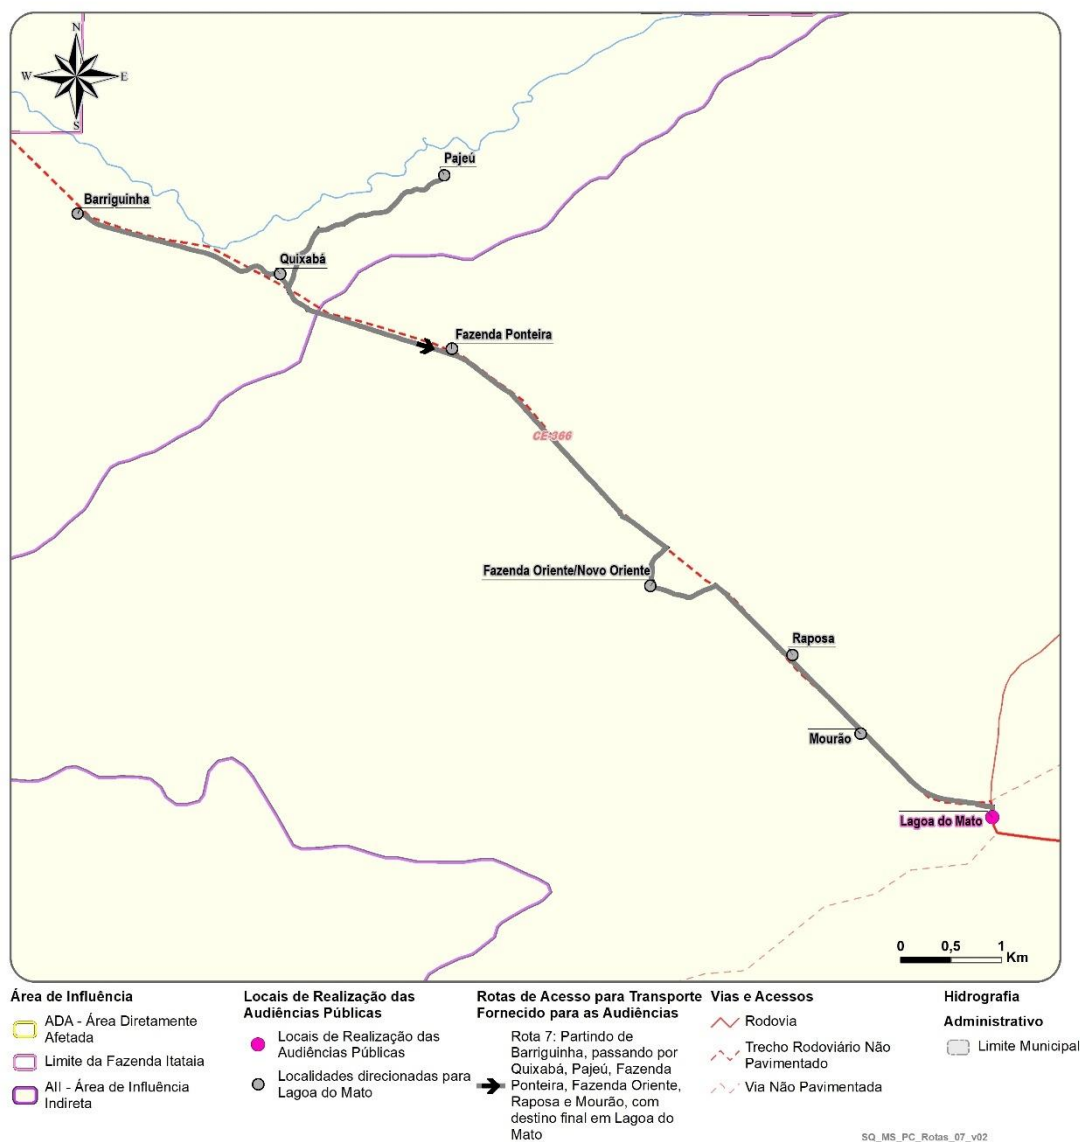 N
W
E
S
Pajeú
Barriguinha
Quixabá
Fazenda Ponteira
CE-366
Fazenda Oriente/Novo Oriente
Raposa
Mourão
Lagoa do Mato
0 0,5 1
Km
Área de Influência
ADA - Área Diretamente
Afetada
Limite da Fazenda Itataia
AII - Área de Influência
Indireta
Locais de Realização das
Audiências Públicas
Locais de Realização das
Audiências Públicas
Localidades direcionadas para
Lagoa do Mato
Rotas de Acesso para Transporte
Fornecido para as Audiências
Rota 7: Partindo de
Barriguinha, passando por
Quixabá, Pajeú, Fazenda
Ponteira, Fazenda Oriente,
Raposa e Mourão, com
destino final em Lagoa do
Mato
Vias e Acessos
Rodovia
Trecho Rodoviário Não
Pavimentado
Via Não Pavimentada
Hidrografia
Administrativo
Limite Municipal
SQ_MS_PC_Rotas_07_v02